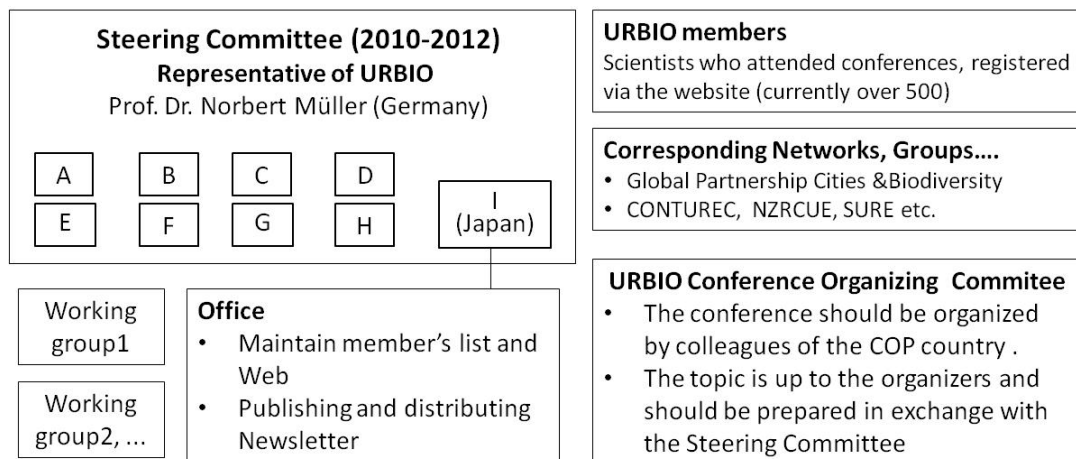 Steering Committee (2010-2012)
Representative of URBIO
Prof. Dr. Norbert Müller (Germany)
A
B
C
D
E
F
G
H
I
(Japan)
Working
group1
Working
group2, ...
Office
• Maintain member's list and
Web
• Publishing and distributing
Newsletter
URBIO members
Scientists who attended conferences, registered
via the website (currently over 500)
Corresponding Networks, Groups....
• Global Partnership Cities &Biodiversity
• CONTUREC, NZRCUE, SURE etc.
URBIO Conference Organizing Commitee
• The conference should be organized
by colleagues of the COP country .
• The topic is up to the organizers and
should be prepared in exchange with
the Steering Committee